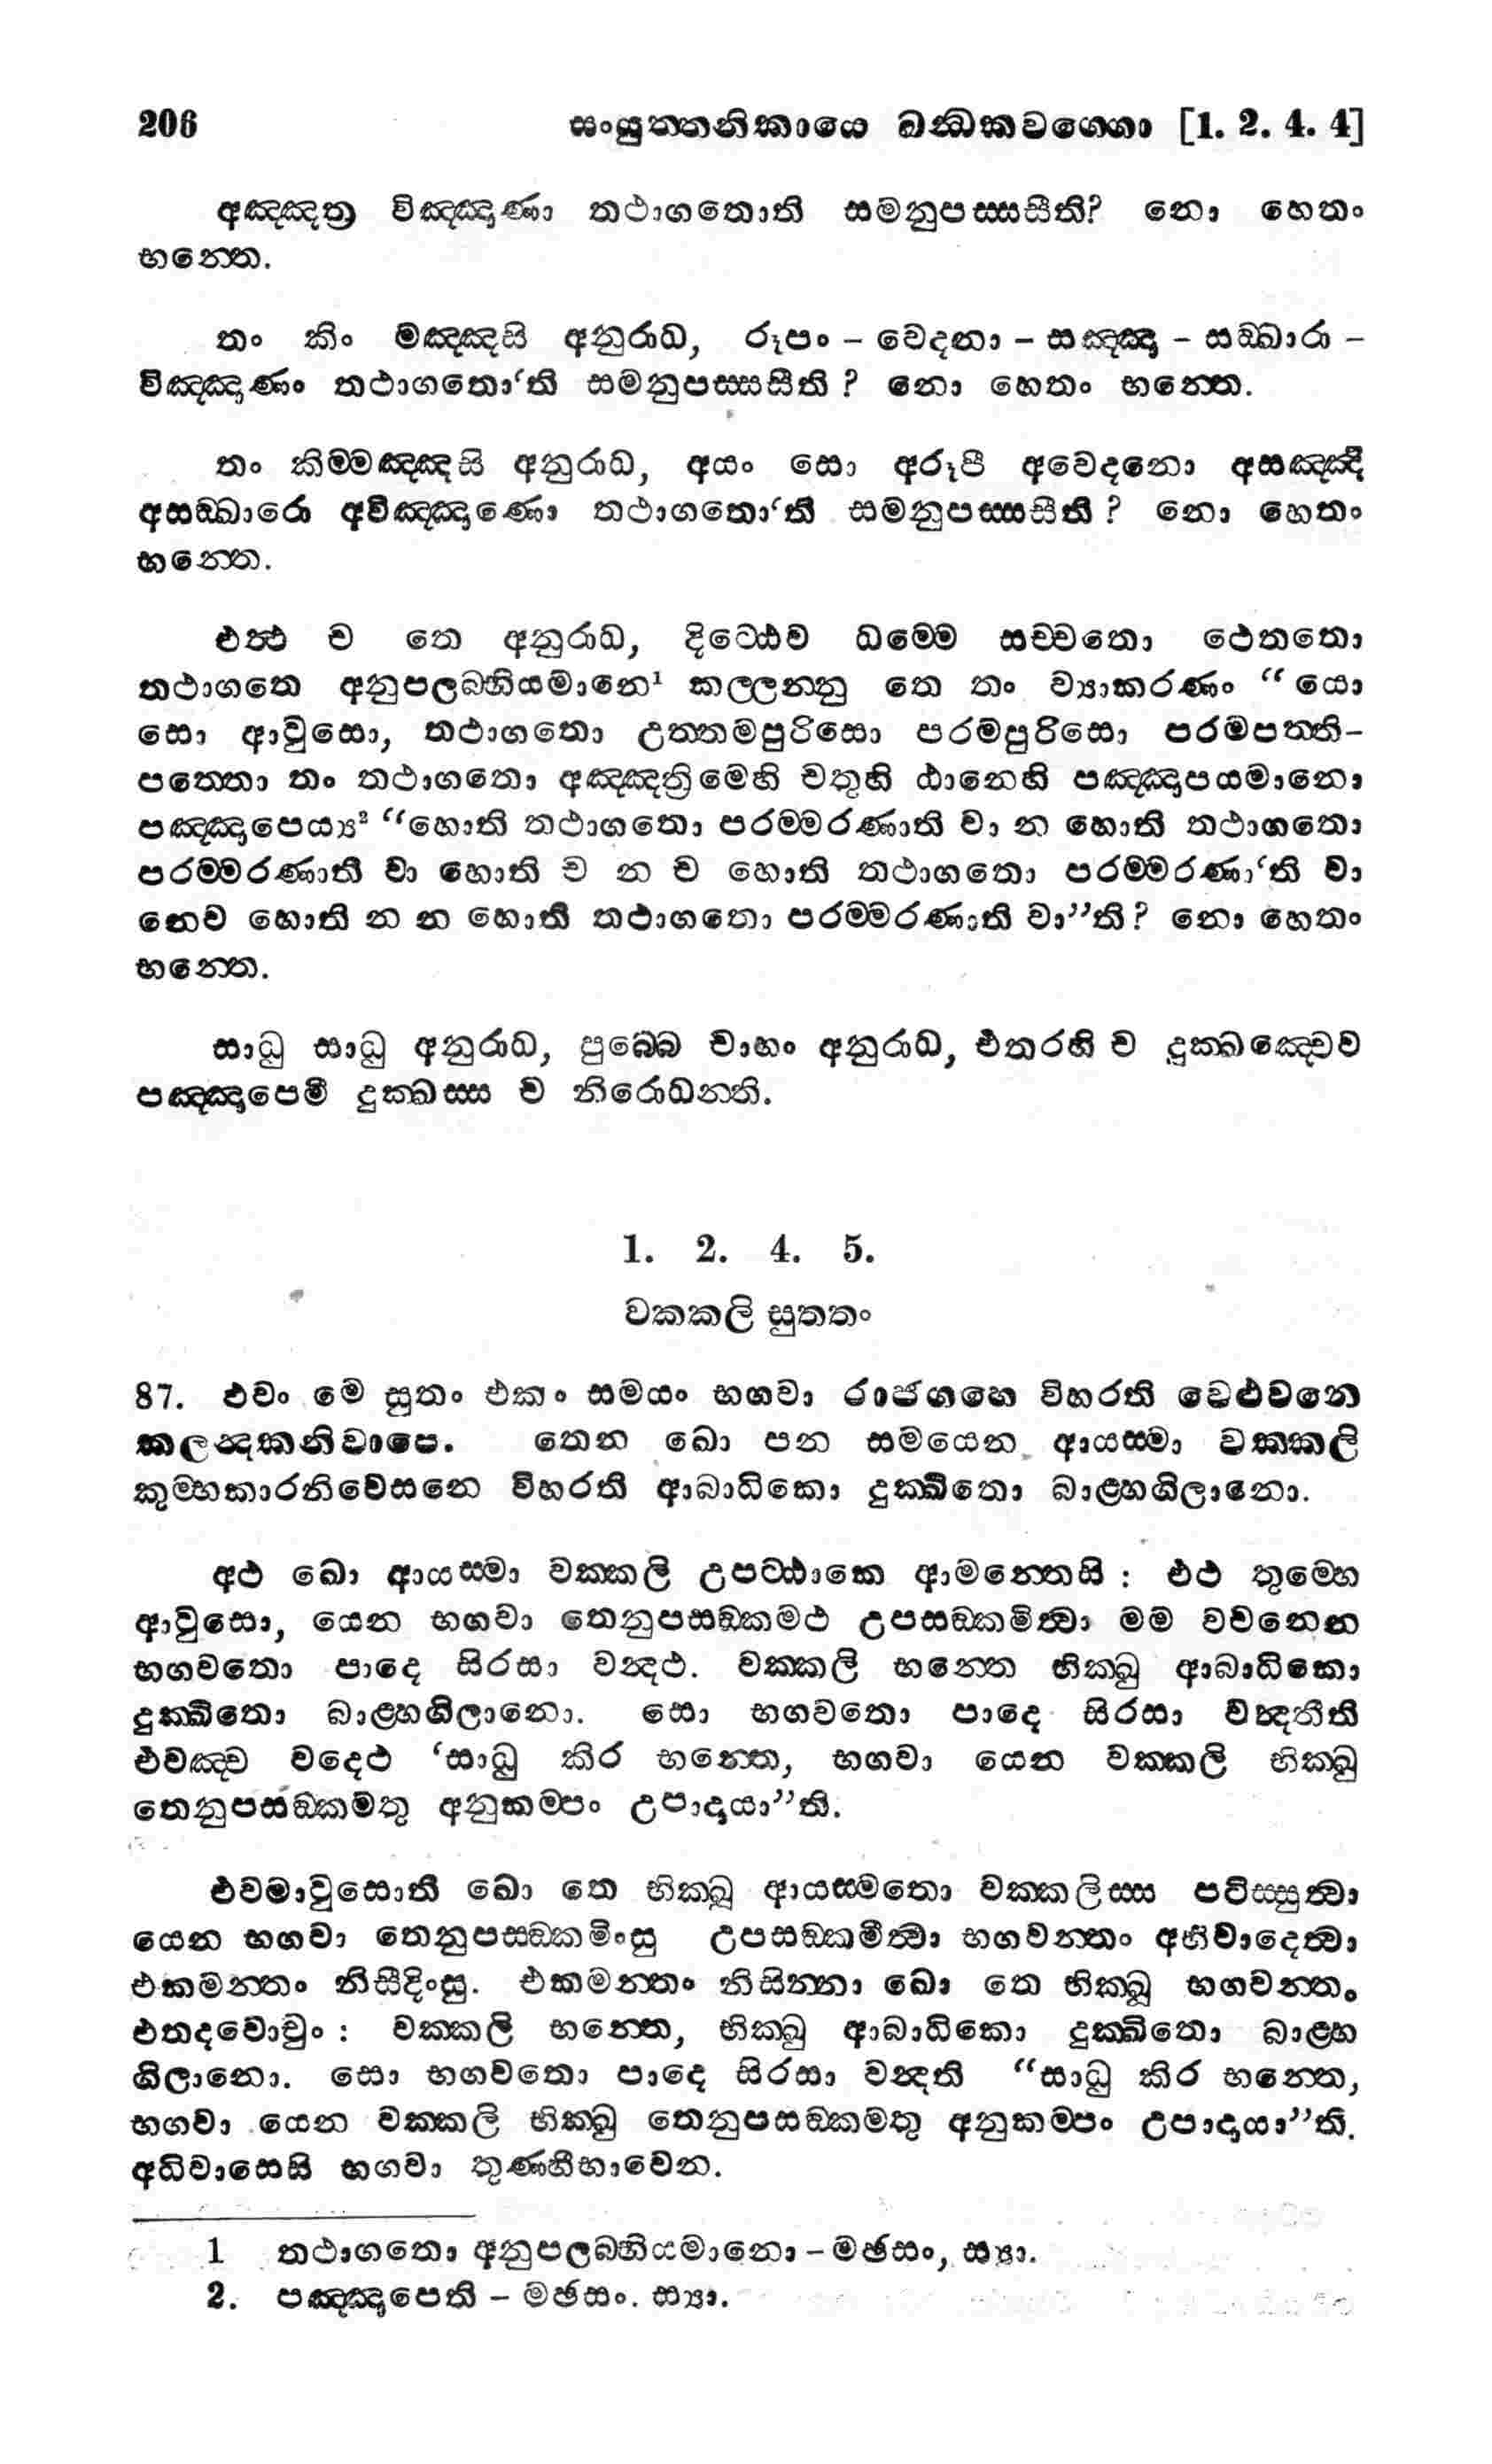 206 සංයුත්තනිකායෙ ඛන්ධකවග්ගො [1. 2. 4. 4]
අඤ්ඤත්‍ර විඤ්ඤාණා තථාගතොති සමනුපස්සසීති? නො හෙතං
භන්තෙ.
තං කිං මඤ්ඤසි අනුරාධ, රූපං – වෙදනා – සඤ්ඤා – සඞ්ඛාරා –
විඤ්ඤාණං තථාගතො‘ති සමනුපස්සසීති ? නො හෙතං භන්තෙ.
තං කිම්මඤ්ඤසි අනුරාධ, අයං සො අරූපී අවෙදනො අසඤ්ඤී
අසඞ්ඛාරො අවිඤ්ඤාණො තථාගතො‘ති සමනුපස්සසීති ? නො හෙතං
භන්තෙ.
එත්ථ ච තෙ අනුරාධ, දිට්ඨෙව ධම්මෙ සච්චතො ථෙතතො
තථාගතෙ අනුපලබ්භියමානෙ¹ කල්ලන්නු තෙ තං ව්‍යාකරණං “ යො
සො ආවුසො, තථාගතො උත්තමපුරිසො පරමපුරිසො පරමපත්ති-
පත්තො තං තථාගතො අඤ්ඤත්‍රිමෙහි චතූහි ඨානෙහි පඤ්ඤාපයමානො
පඤ්ඤාපෙය්‍ය² “හොති තථාගතො පරම්මරණාති වා න හොති තථාගතො
පරම්මරණාති වා හොති ච න ච හොති තථාගතො පරම්මරණා‘ති වා
නෙව හොති න න හොති තථාගතො පරම්මරණාති වා”ති? නො හෙතං
භන්තෙ.
සාධු සාධු අනුරාධ, පුබ්බෙ චාහං අනුරාධ, එතරහි ච දුක්ඛඤ්චෙව
පඤ්ඤාපෙමි දුක්ඛස්ස ච නිරොධන්ති.
1. 2. 4. 5.
වක්කලි සුත්තං
87. එවං මෙ සුතං එකං සමයං භගවා රාජගහෙ විහරති වෙළුවනෙ
කලන්දකනිවාපෙ. තෙන ඛො පන සමයෙන ආයස්මා වක්කලි
කුම්භකාරනිවෙසනෙ විහරති ආබාධිකො දුක්ඛිතො බාළ්හගිලානො.
අථ ඛො ආයස්මා වක්කලි උපට්ඨාකෙ ආමන්තෙසි : එථ තුම්හෙ
ආවුසො, යෙන භගවා තෙනුපසඞ්කමථ උපසඞ්කමිත්වා මම වචනෙන
භගවතො පාදෙ සිරසා වන්දථ. වක්කලි භන්තෙ භික්ඛු ආබාධිකො
දුක්ඛිතො බාළ්හගිලානො. සො භගවතො පාදෙ සිරසා වන්දතීති
එවඤ්ච වදෙථ ‘සාධු කිර භන්තෙ, භගවා යෙන වක්කලි භික්ඛු
තෙනුපසඞ්කමතු අනුකම්පං උපාදායා”ති.
එවමාවුසොති ඛො තෙ භික්ඛූ ආයස්මතො වක්කලිස්ස පටිස්සුත්වා
යෙන භගවා තෙනුපසඞ්කමිංසු උපසඞ්කමිත්වා භගවන්තං අභිවාදෙත්වා
එකමන්තං නිසීදිංසු. එකමන්තං නිසින්නා ඛො තෙ භික්ඛූ භගවන්තං
එතදවොචුං : වක්කලි භන්තෙ, භික්ඛු ආබාධිකො දුක්ඛිතො බාළ්හ
ගිලානො. සො භගවතො පාදෙ සිරසා වන්දති “සාධු කිර භන්තෙ,
භගවා යෙන වක්කලි භික්ඛු තෙනුපසඞ්කමතු අනුකම්පං උපාදායා”ති.
අධිවාසෙසි භගවා තුණ්හීභාවෙන.
1 තථාගතො අනුපලබ්භියමානො – මඡසං, ස්‍යා.
2. පඤ්ඤාපෙති – මඡසං. ස්‍යා.